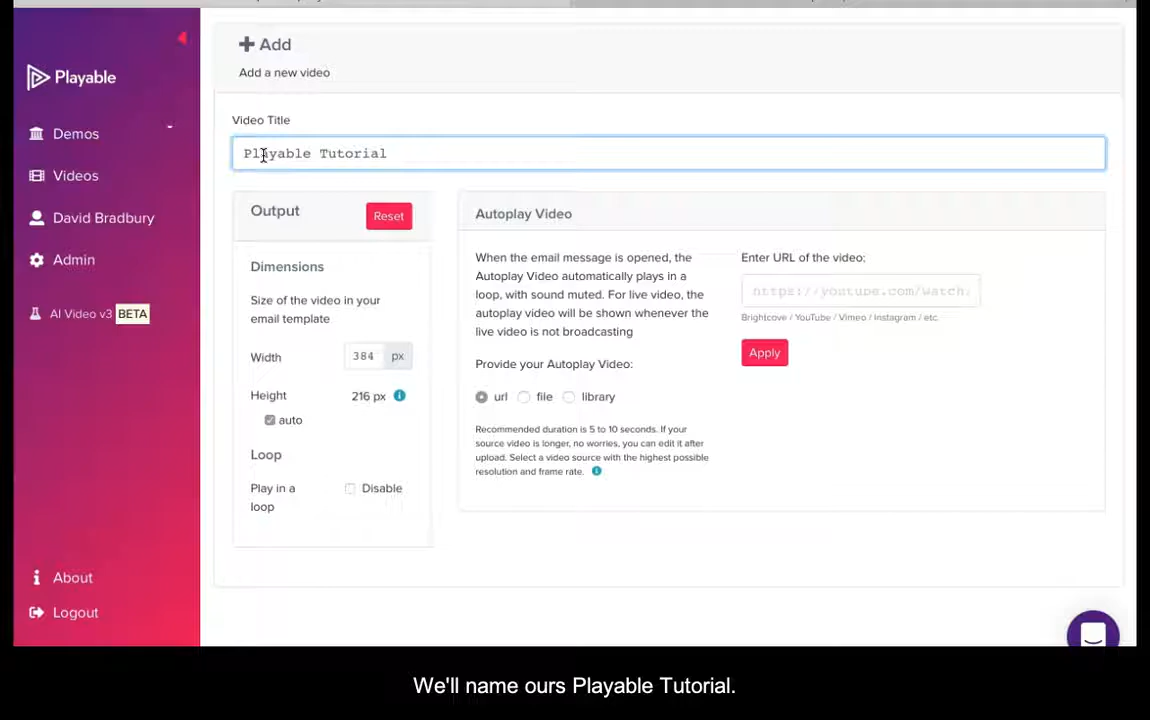 Playable
Demos
Videos
David Bradbury
Admin
AI Video v3 BETA
About
Logout
Add
Add a new video
Video Title
Playable Tutorial
Output
Reset
Dimensions
Size of the video in your
email template
Width
384 px
Height
216 px
auto
Loop
Play in a
loop
Disable
Autoplay Video
When the email message is opened, the
Autoplay Video automatically plays in a
loop, with sound muted. For live video, the
autoplay video will be shown whenever the
live video is not broadcasting
Provide your Autoplay Video:
url file library
Recommended duration is 5 to 10 seconds. If your
source video is longer, no worries, you can edit it after
upload. Select a video source with the highest possible
resolution and frame rate.
Enter URL of the video:
https://youtube.com/watch
Brightcove / YouTube / Vimeo / Instagram / etc.
Apply
We'll name ours Playable Tutorial.